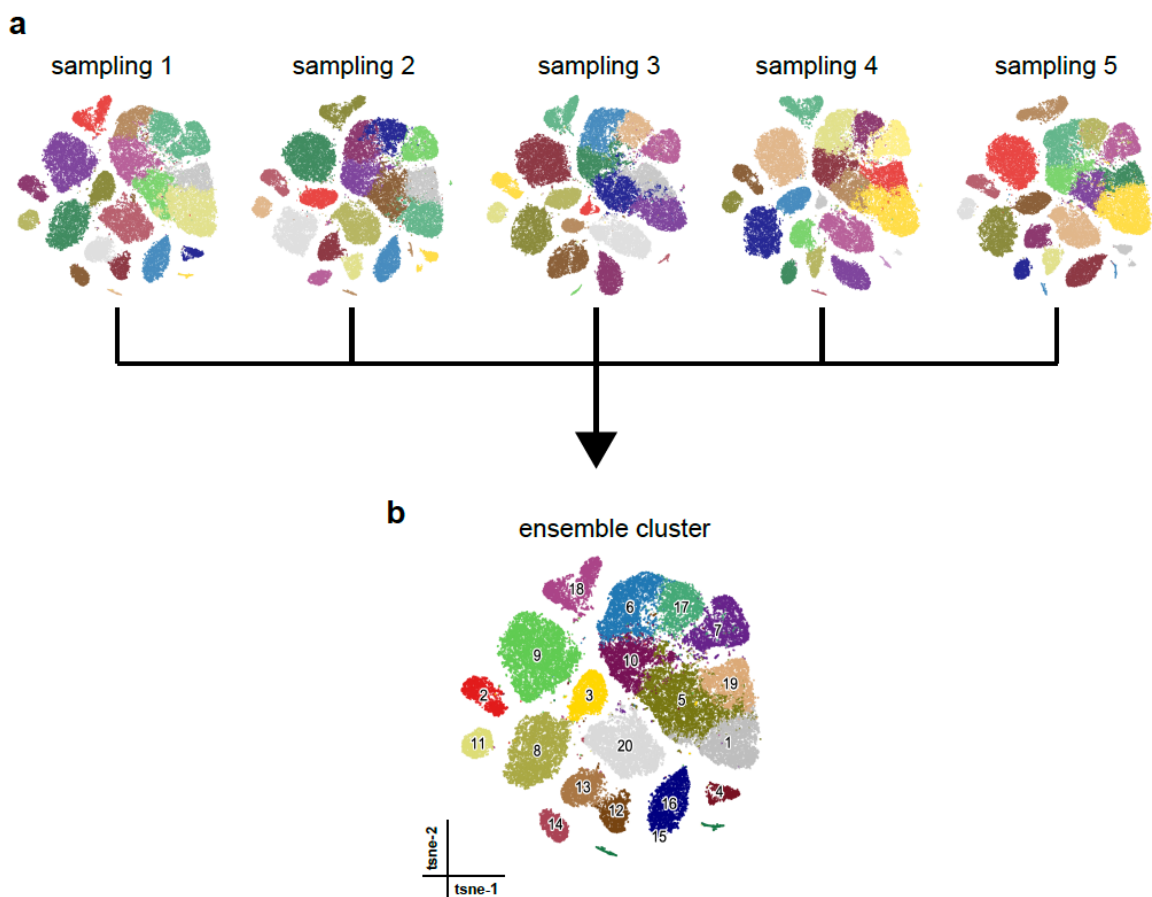 a
sampling 1
sampling 2
sampling 3
sampling 4
sampling 5
b
ensemble cluster
18
6
17
7
9
10
2
3
5
19
11
8
20
1
13
16
4
12
14
15
tsne-2
tsne-1